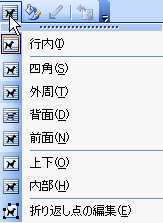 行内(I)
四角(S)
外周(T)
背面(D)
前面(N)
上下(O)
内部(H)
折り返し点の編集(E)